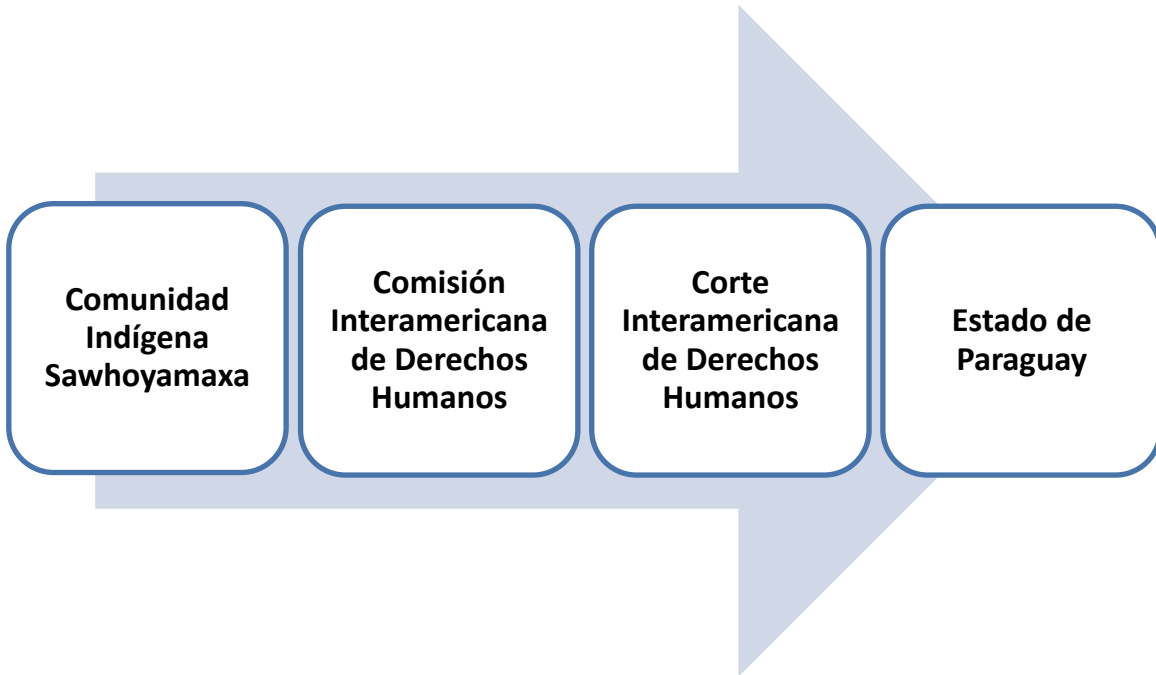 Comunidad
Indígena
Sawhoyamaxa
Comisión
Interamericana
de Derechos
Humanos
Corte
Interamericana
de Derechos
Humanos
Estado de
Paraguay